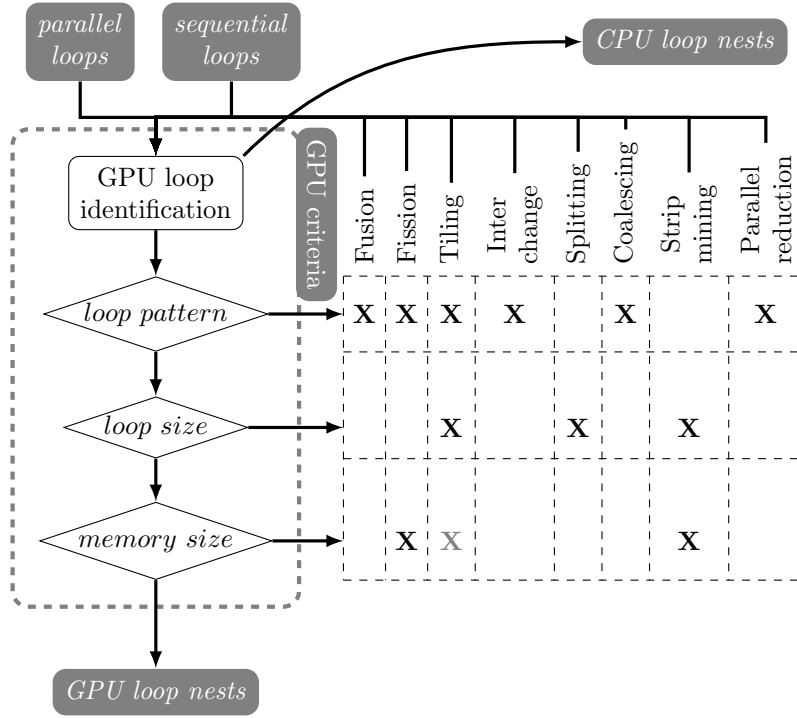 parallel
loops
sequential
loops
CPU loop nests
GPU loop
identification
GPU criteria
Fusion
Fission
Tiling
Inter
change
Splitting
Coalescing
Strip
mining
Parallel
reduction
loop pattern
X X X X X X
loop size
X X X
memory size
X X X
GPU loop nests